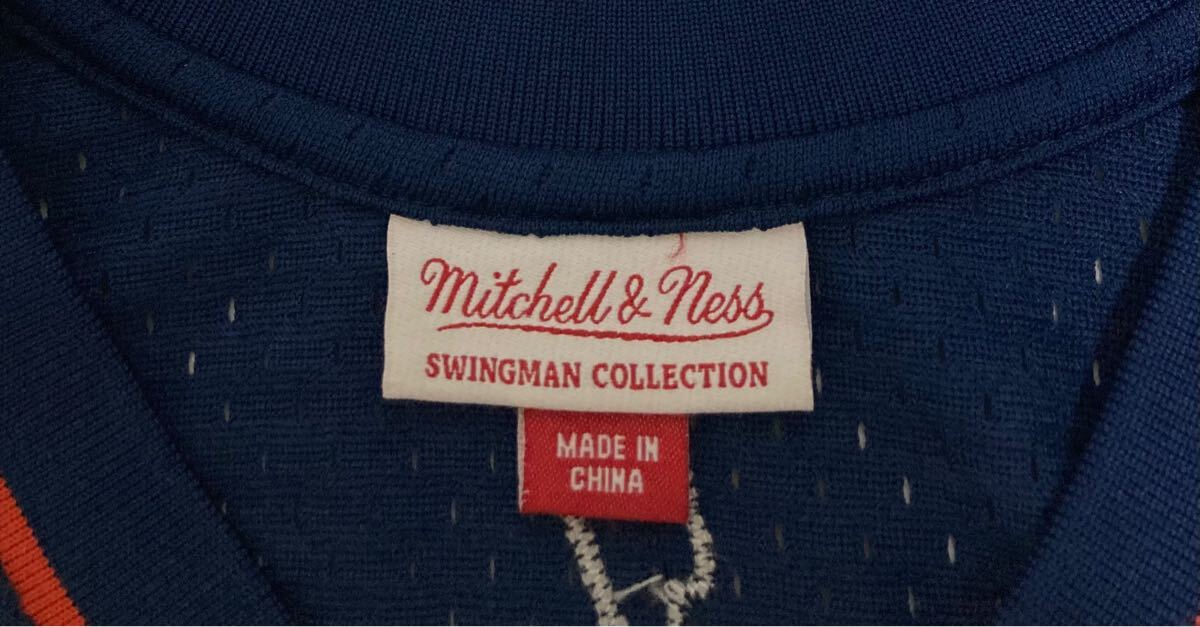 Mitchell & Ness
SWINGMAN COLLECTION
MADE IN
CHINA